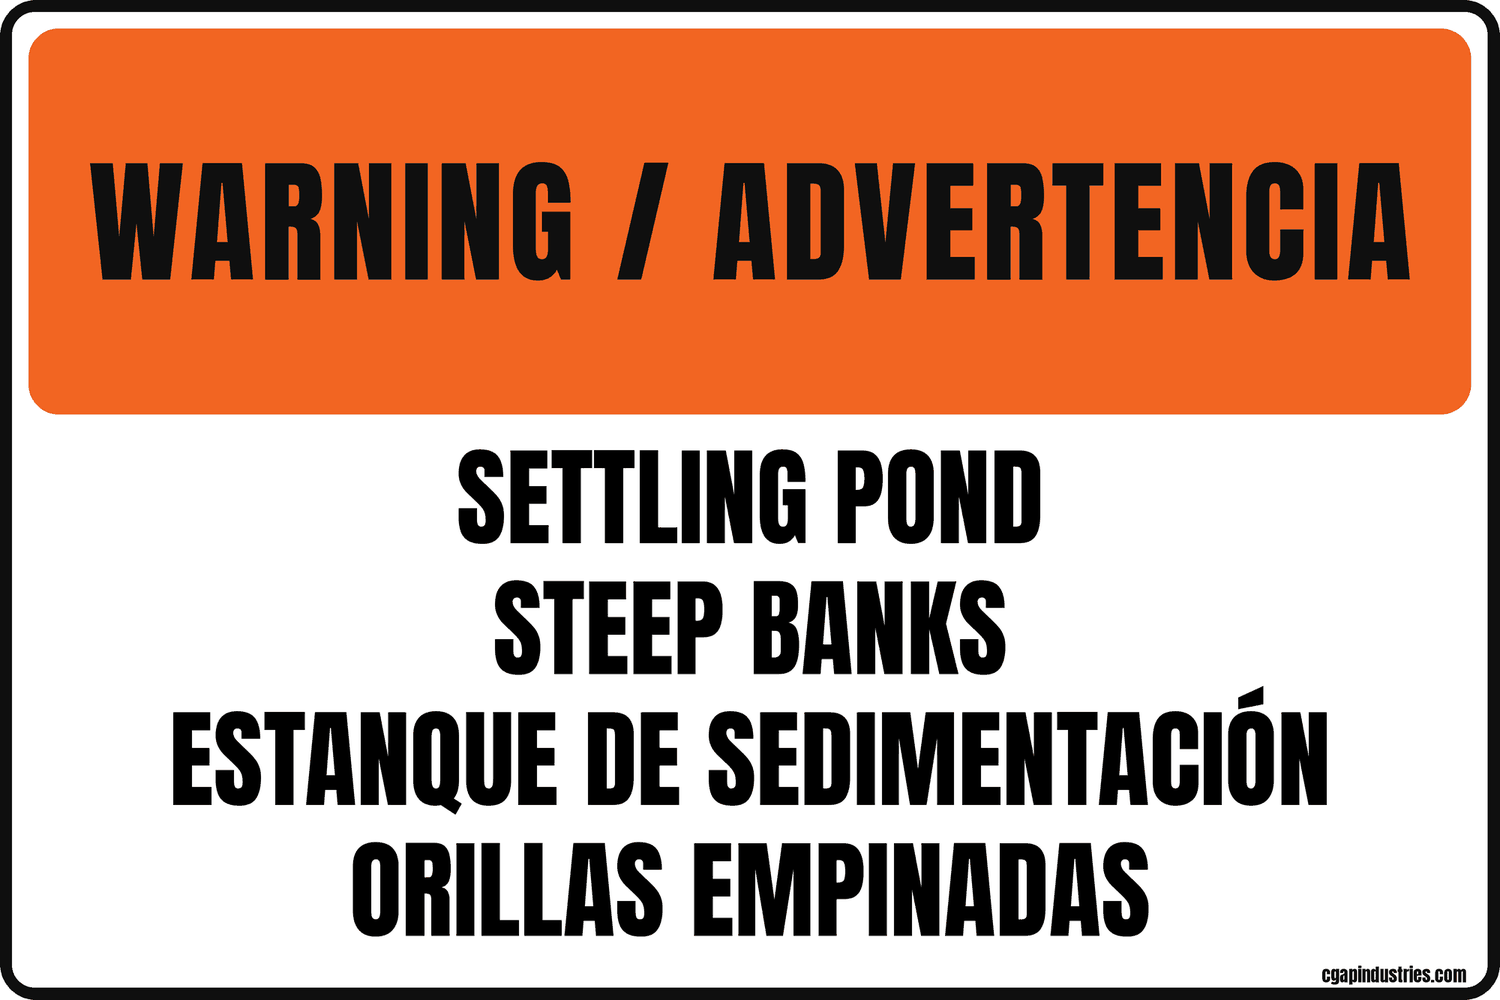 WARNING / ADVERTENCIA
SETTLING POND
STEEP BANKS
ESTANQUE DE SEDIMENTACIÓN
ORILLAS EMPINADAS
cgapindustries.com